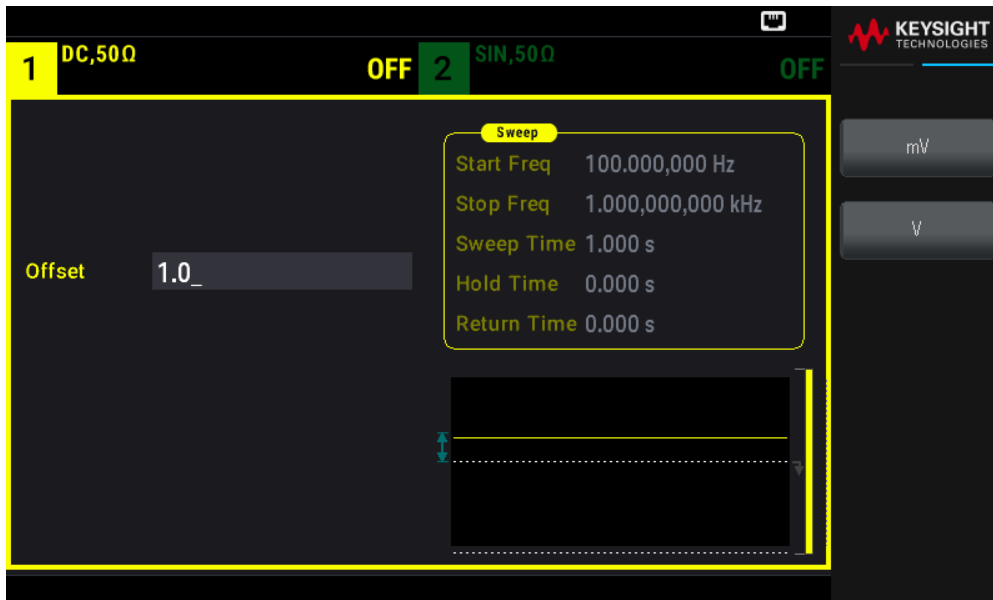 KEYSIGHT
TECHNOLOGIES
1 DC,50Ω OFF
2 SIN,50Ω OFF
Offset 1.0_
Sweep
Start Freq 100.000,000 Hz
Stop Freq 1.000,000,000 kHz
Sweep Time 1.000 s
Hold Time 0.000 s
Return Time 0.000 s
mV
V